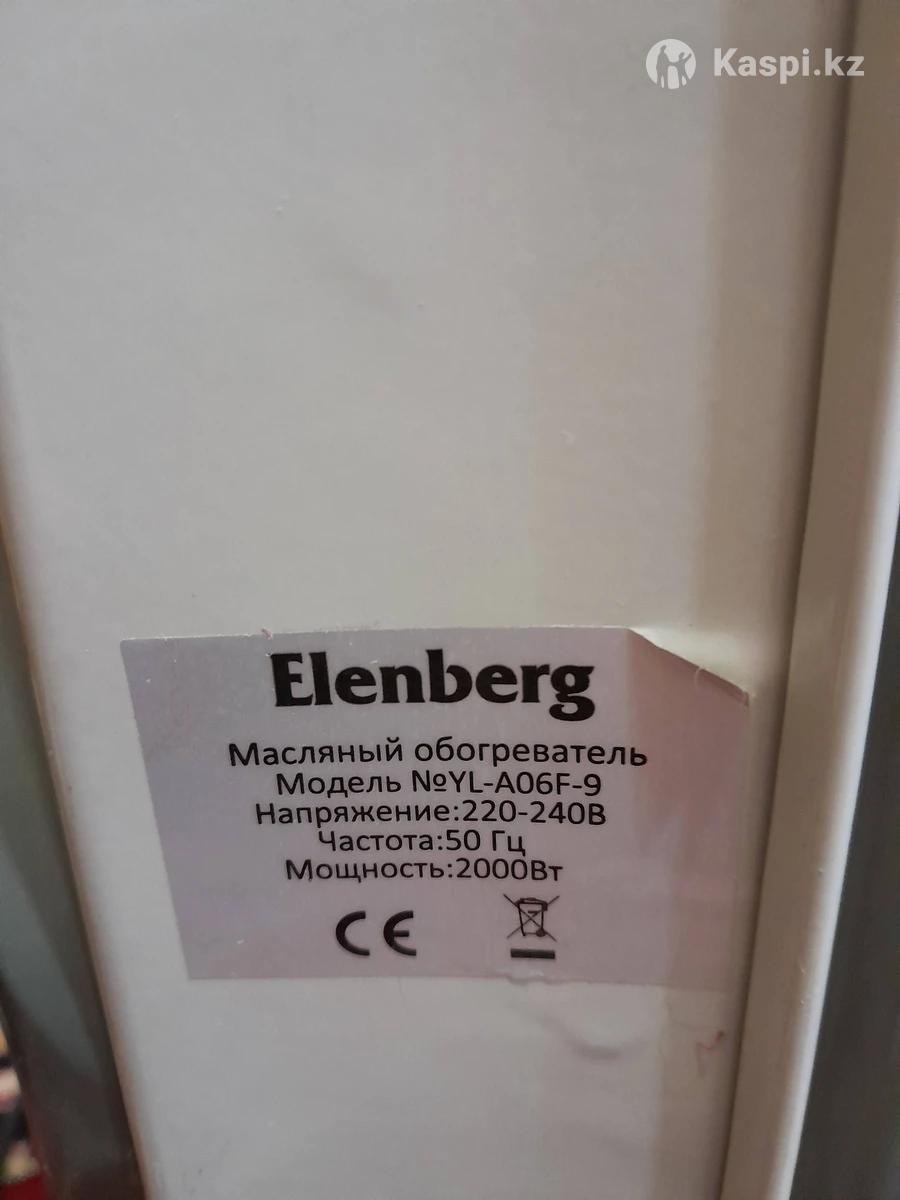 Kaspi.kz
Elenberg
Масляный обогреватель
Модель №YL-A06F-9
Напряжение:220-240В
Частота:50 Гц
Мощность:2000Вт
CE